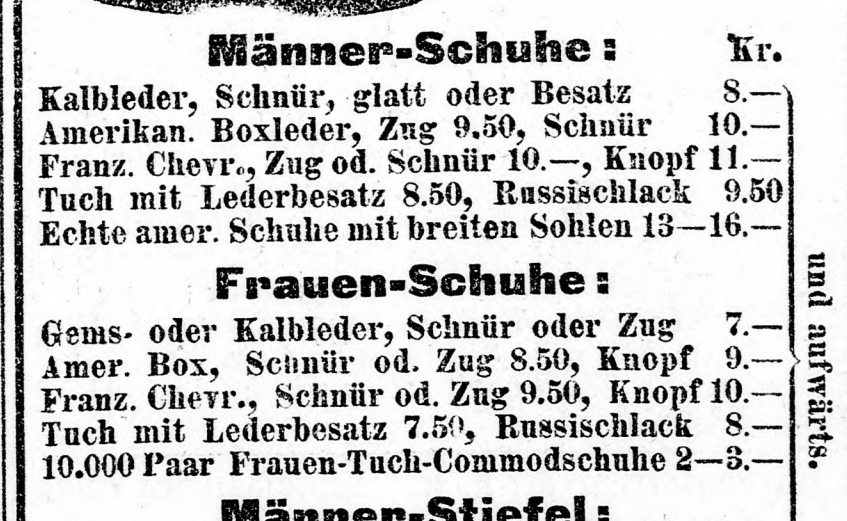 Männer-Schuhe: Kr.
Kalbleder, Schnür, glatt oder Besatz 8.—
Amerikan. Boxleder, Zug 9.50, Schnür 10.—
Franz. Chevr., Zug od. Schnür 10.—, Knopf 11.—
Tuch mit Lederbesatz 8.50, Russischlack 9.50
Echte amer. Schuhe mit breiten Sohlen 13—16.—
Frauen-Schuhe:
Gems- oder Kalbleder, Schnür oder Zug 7.—
Amer. Box, Schnür od. Zug 8.50, Knopf 9.—
Franz. Chevr., Schnür od. Zug 9.50, Knopf 10.—
Tuch mit Lederbesatz 7.50, Russischlack 8.—
10.000 Paar Frauen-Tuch-Commodschuhe 2—3.—
und aufwärts.
Männer-Stiefel: